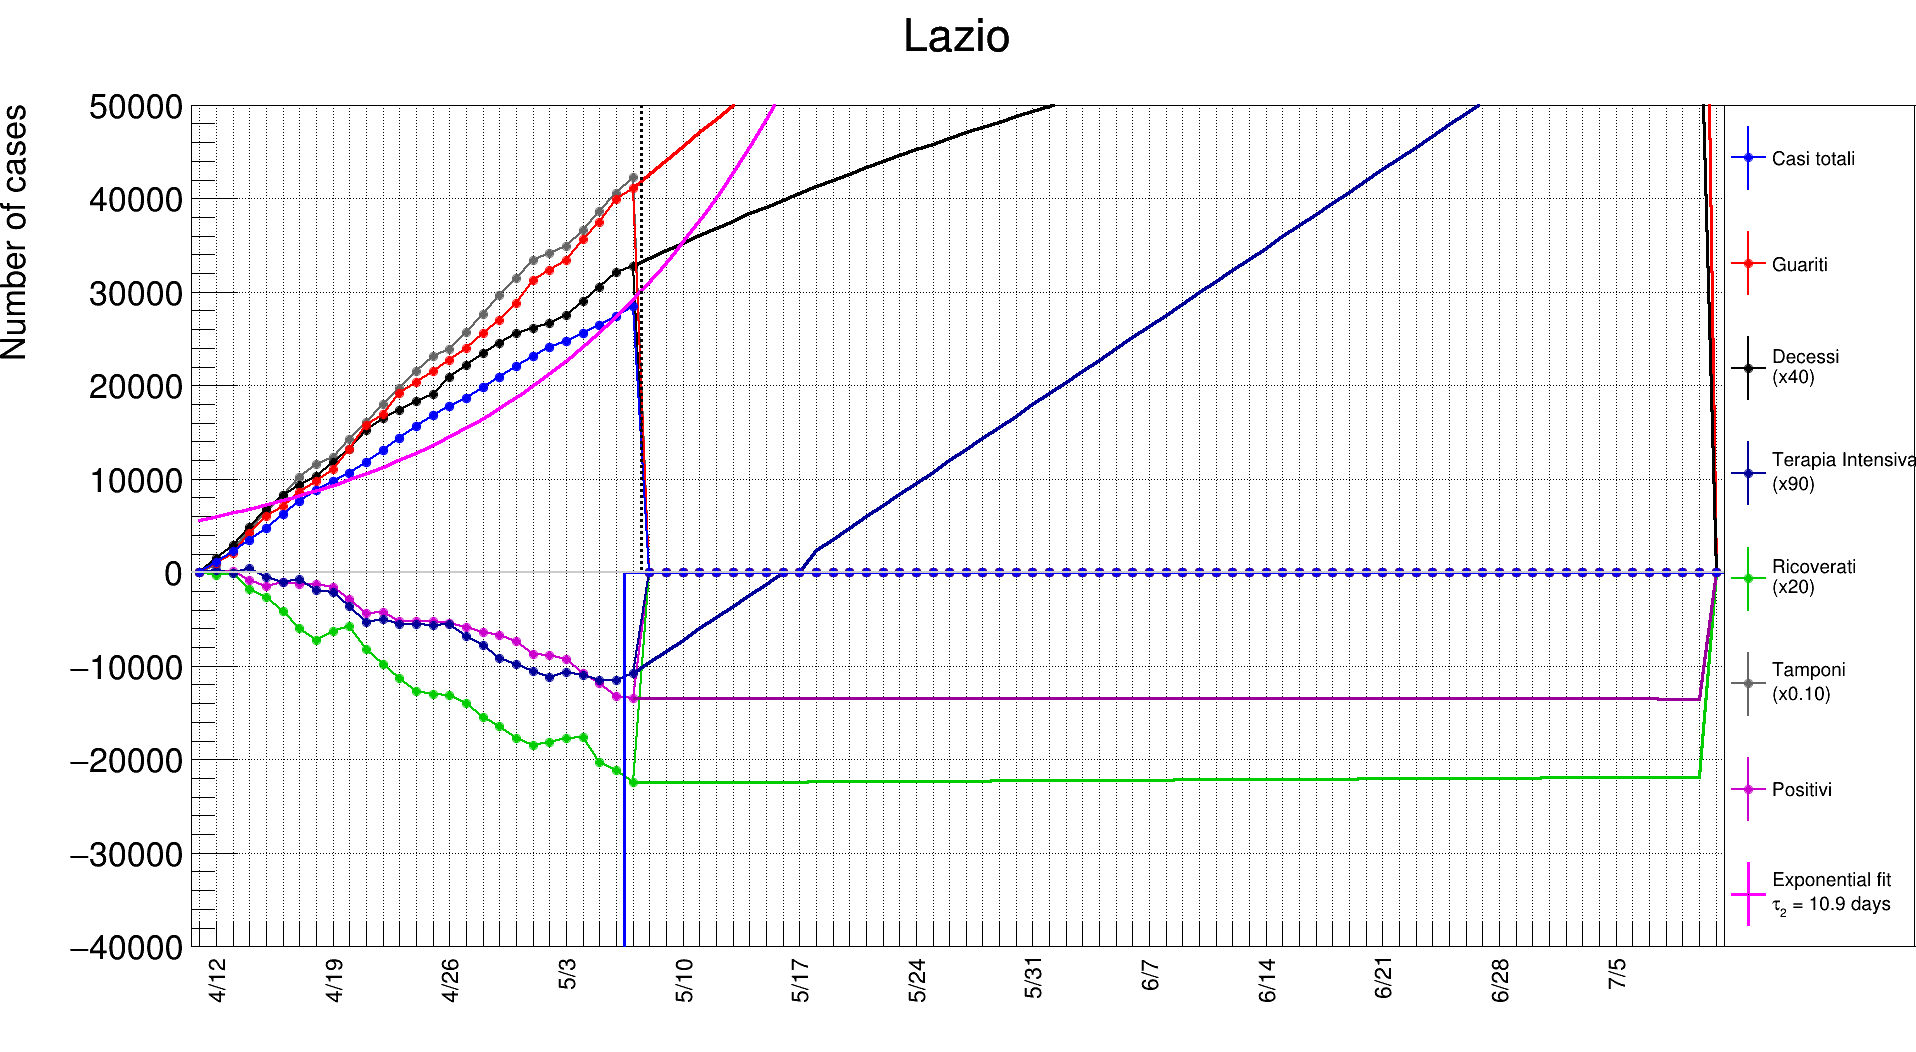 Lazio
Number of cases
50000
40000
30000
20000
10000
0
−10000
−20000
−30000
−40000
4/12
4/19
4/26
5/3
5/10
5/17
5/24
5/31
6/7
6/14
6/21
6/28
7/5
Casi totali
Guariti
Decessi
(x40)
Terapia Intensiva
(x90)
Ricoverati
(x20)
Tamponi
(x0.10)
Positivi
Exponential fit
τ2 = 10.9 days